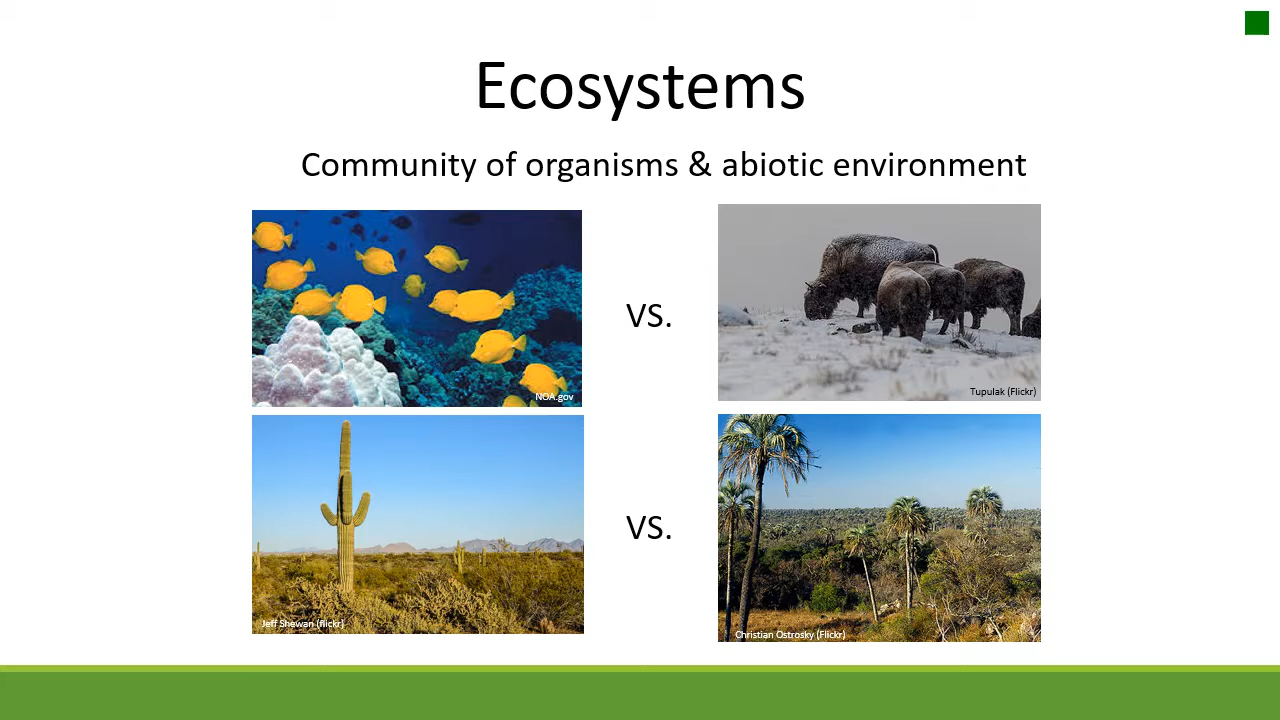 Ecosystems
Community of organisms & abiotic environment
NOA.gov
vs.
Tupulak (Flickr)
Jeff Shewan (flickr)
vs.
Christian Ostrosky (Flickr)